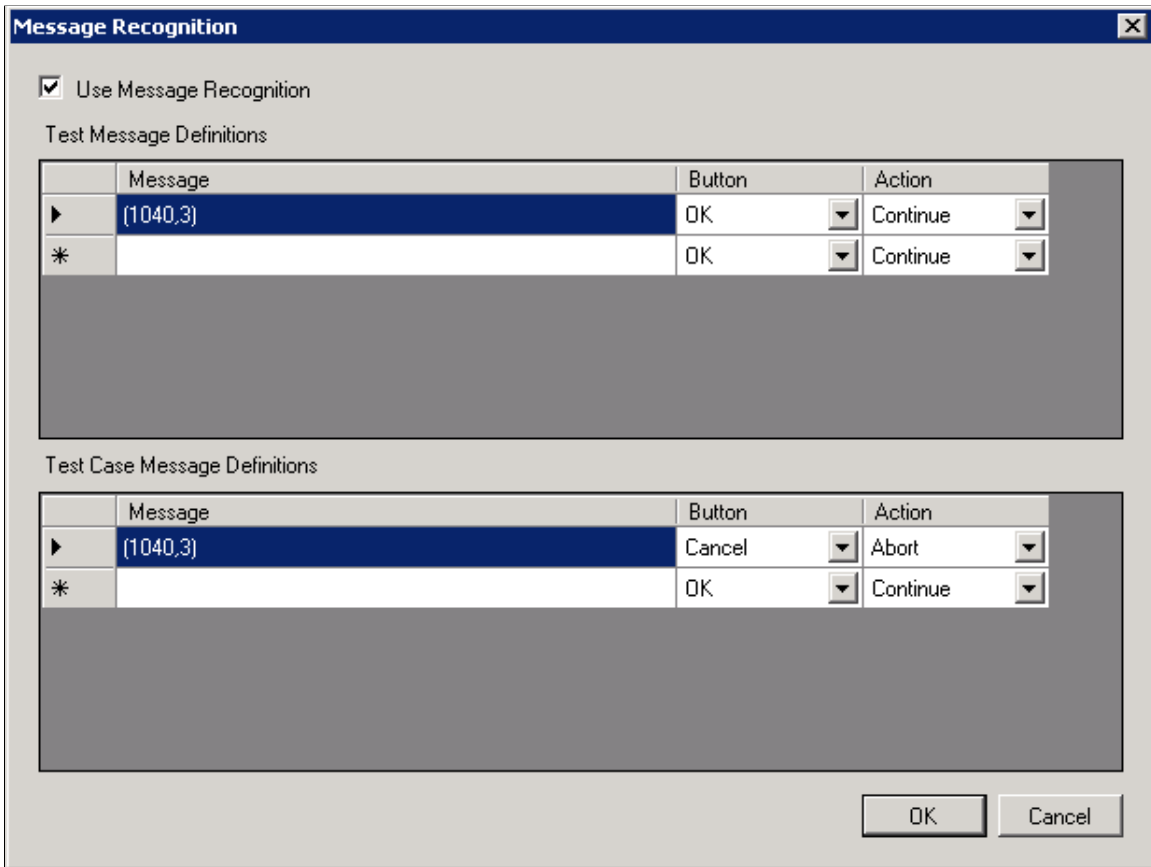 Message Recognition
Use Message Recognition
Test Message Definitions
Message Button Action
(1040,3) OK Continue
OK Continue
Test Case Message Definitions
Message Button Action
(1040,3) Cancel Abort
OK Continue
OK Cancel